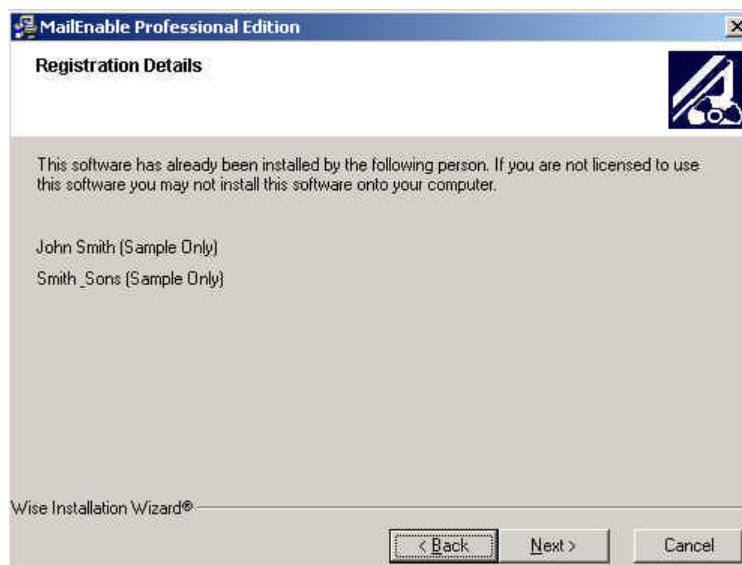 MailEnable Professional Edition
Registration Details
This software has already been installed by the following person. If you are not licensed to use
this software you may not install this software onto your computer.
John Smith (Sample Only)
Smith _Sons (Sample Only)
Wise Installation Wizard®
< Back
Next >
Cancel